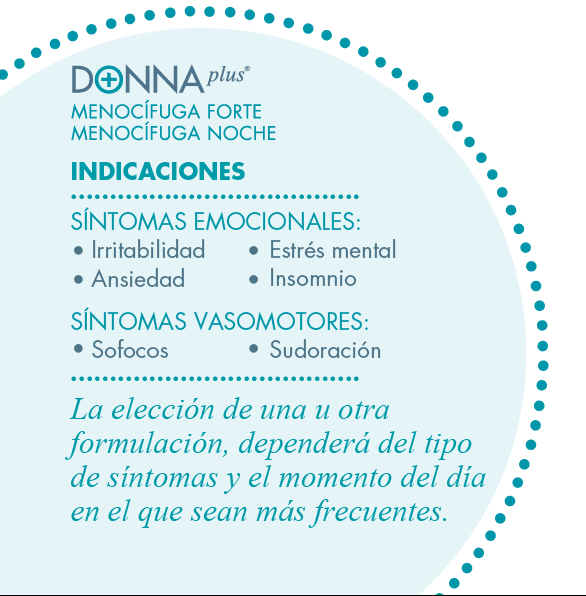 DONNA plus®
MENOCÍFUGA FORTE
MENOCÍFUGA NOCHE
INDICACIONES
SÍNTOMAS EMOCIONALES:
• Irritabilidad • Estrés mental
• Ansiedad • Insomnio
SÍNTOMAS VASOMOTORES:
• Sofocos • Sudoración
La elección de una u otra
formulación, dependerá del tipo
de síntomas y el momento del día
en el que sean más frecuentes.